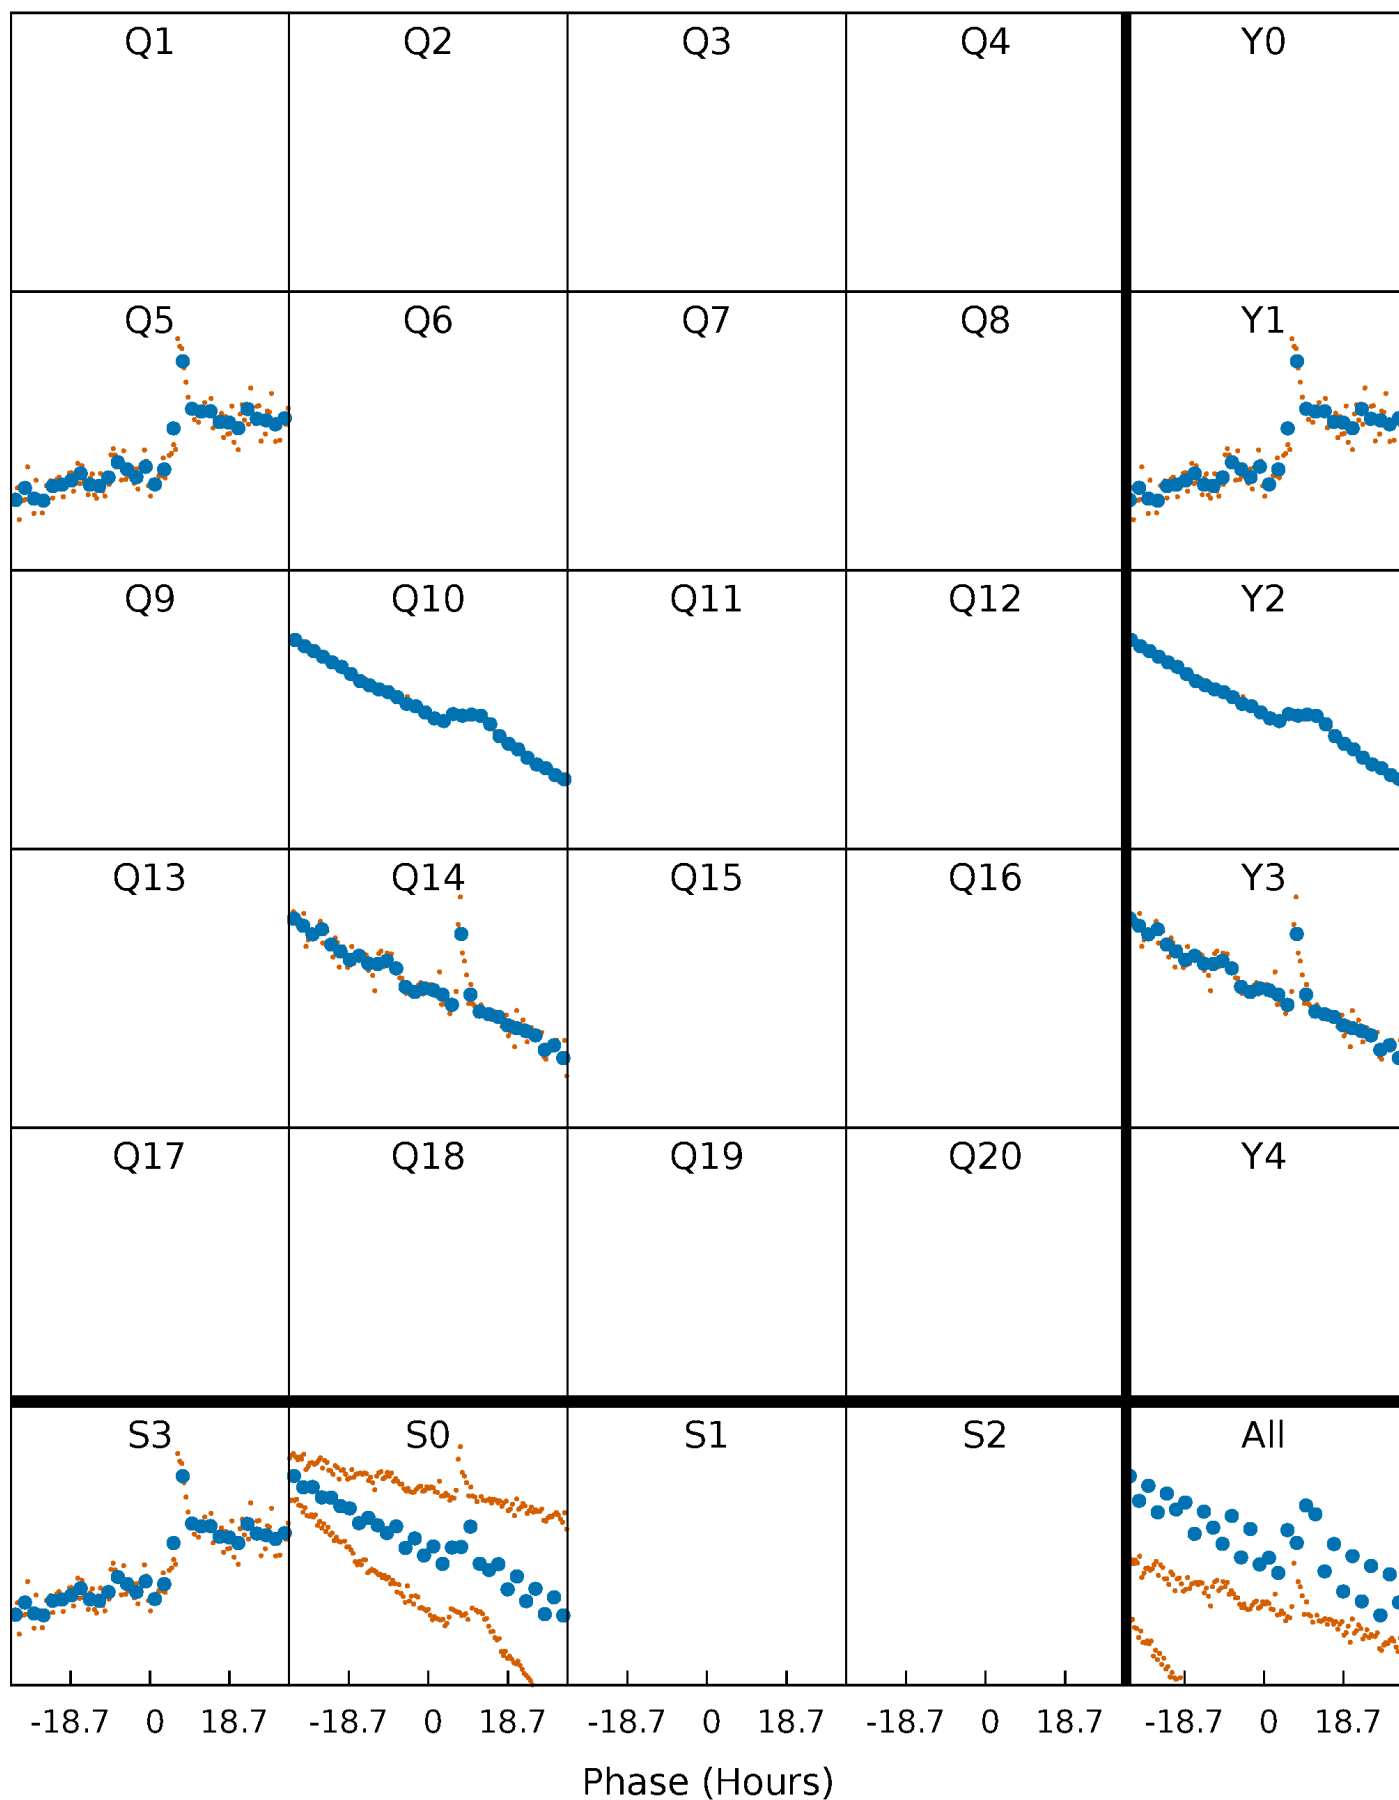 Q1 Q2 Q3 Q4 Y0
Q5 Q6 Q7 Q8 Y1
Q9 Q10 Q11 Q12 Y2
Q13 Q14 Q15 Q16 Y3
Q17 Q18 Q19 Q20 Y4
S3 S0 S1 S2 All
-18.7 0 18.7 -18.7 0 18.7 -18.7 0 18.7 -18.7 0 18.7 -18.7 0 18.7
Phase (Hours)